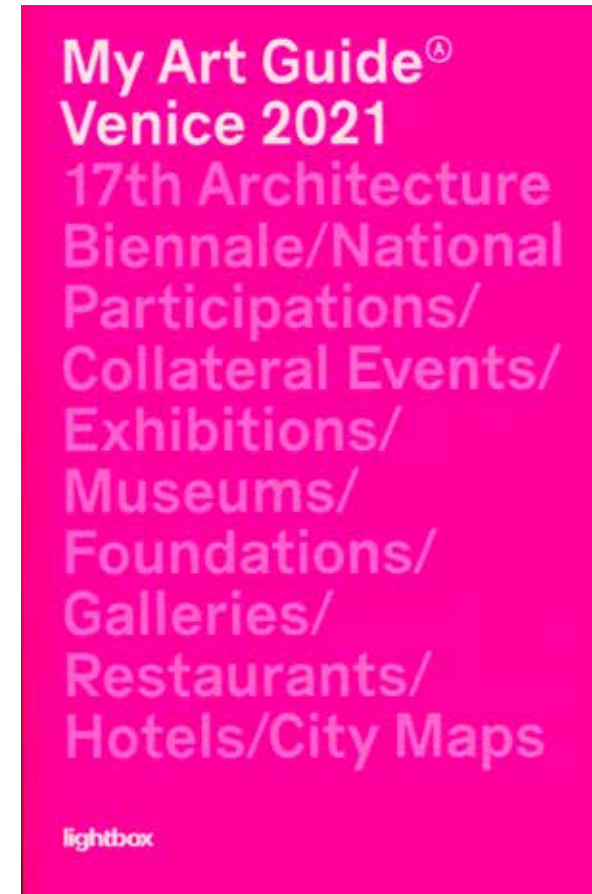 My Art Guide Ⓐ
Venice 2021
17th Architecture
Biennale/National
Participations/
Collateral Events/
Exhibitions/
Museums/
Foundations/
Galleries/
Restaurants/
Hotels/City Maps
lightbox